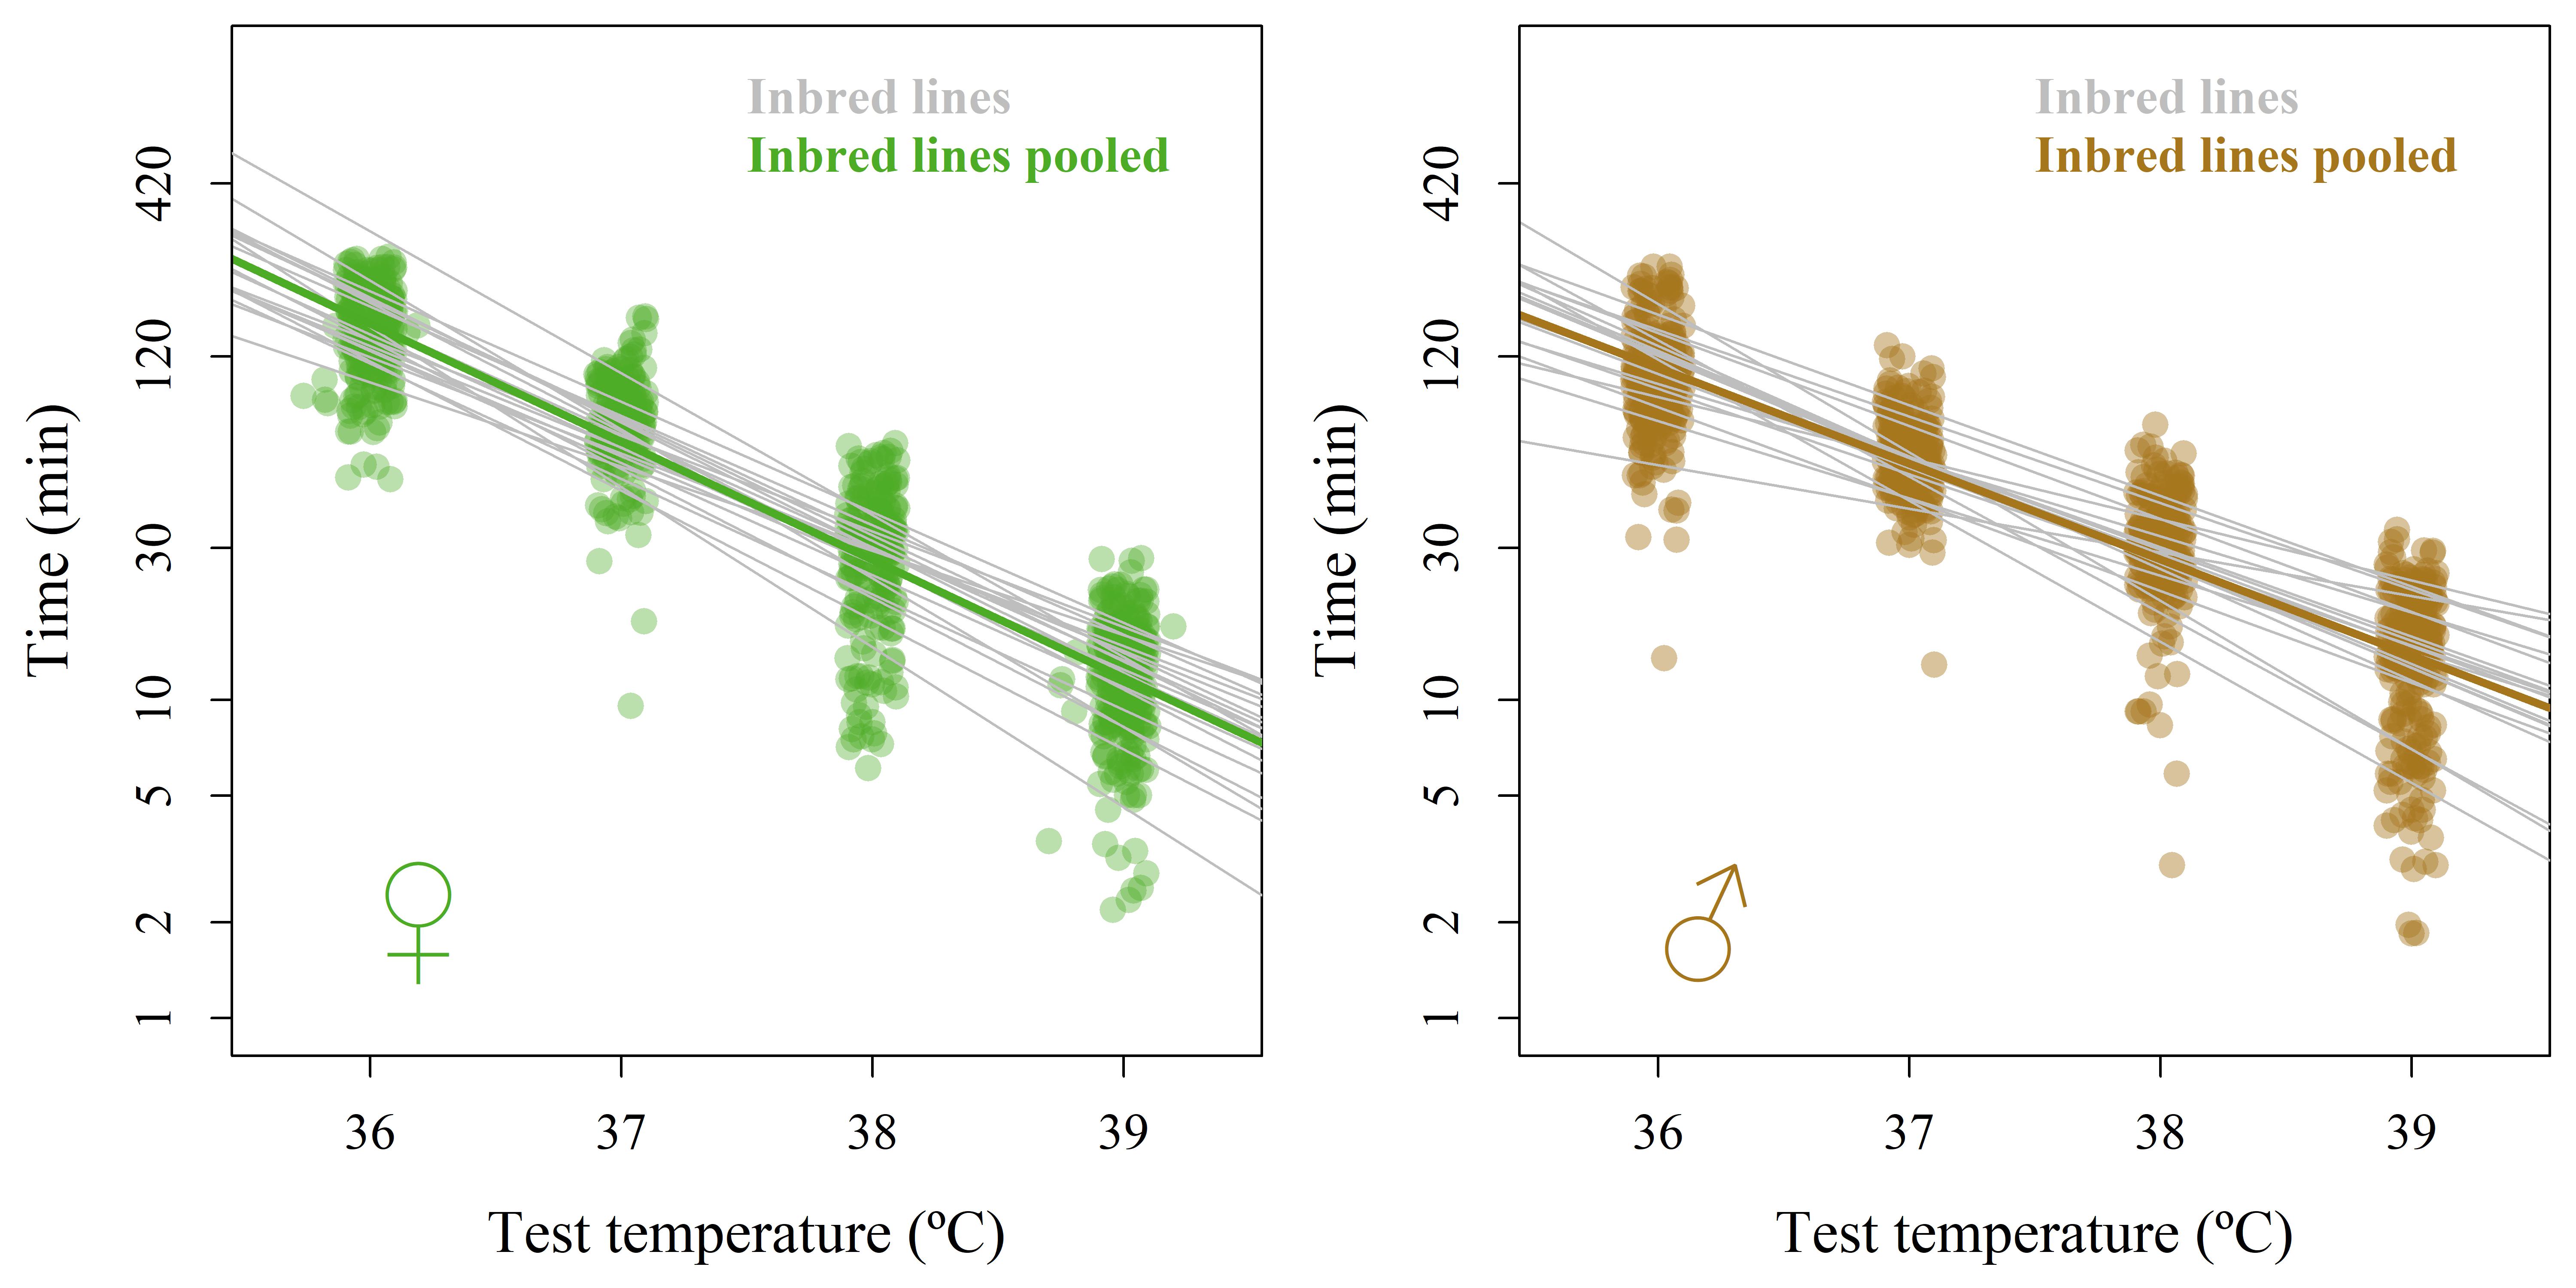 Inbred lines
Inbred lines pooled
Time (min)
420
120
30
10
5
2
1
36 37 38 39
Test temperature (ºC)
Inbred lines
Inbred lines pooled
Time (min)
420
120
30
10
5
2
1
36 37 38 39
Test temperature (ºC)